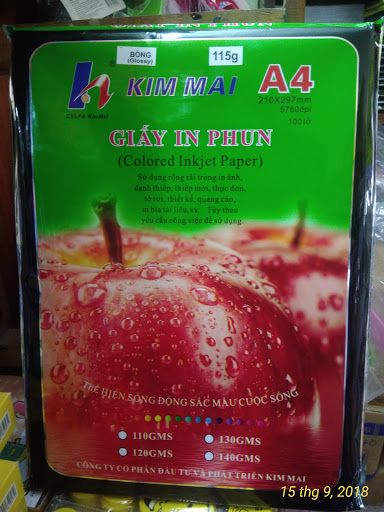 BÓNG
(Glossy)
115g
KIM MAI
A4
210X297mm
5760dpi
100tờ
GIẤY IN PHUN
(Colored Inkjet Paper)
Sử dụng rộng rãi trong in ảnh,
danh thiếp, thiếp mời, thực đơn,
tờ rơi, thiết kế, quảng cáo,
in bìa tài liệu,vv. Tùy theo
yêu cầu công việc để sử dụng.
THỂ HIỆN SỐNG ĐỘNG SẮC MÀU CUỘC SỐNG
110GMS
130GMS
120GMS
140GMS
CÔNG TY CỔ PHẦN ĐẦU TƯ VÀ PHÁT TRIỂN KIM MAI
15 thg 9, 2018